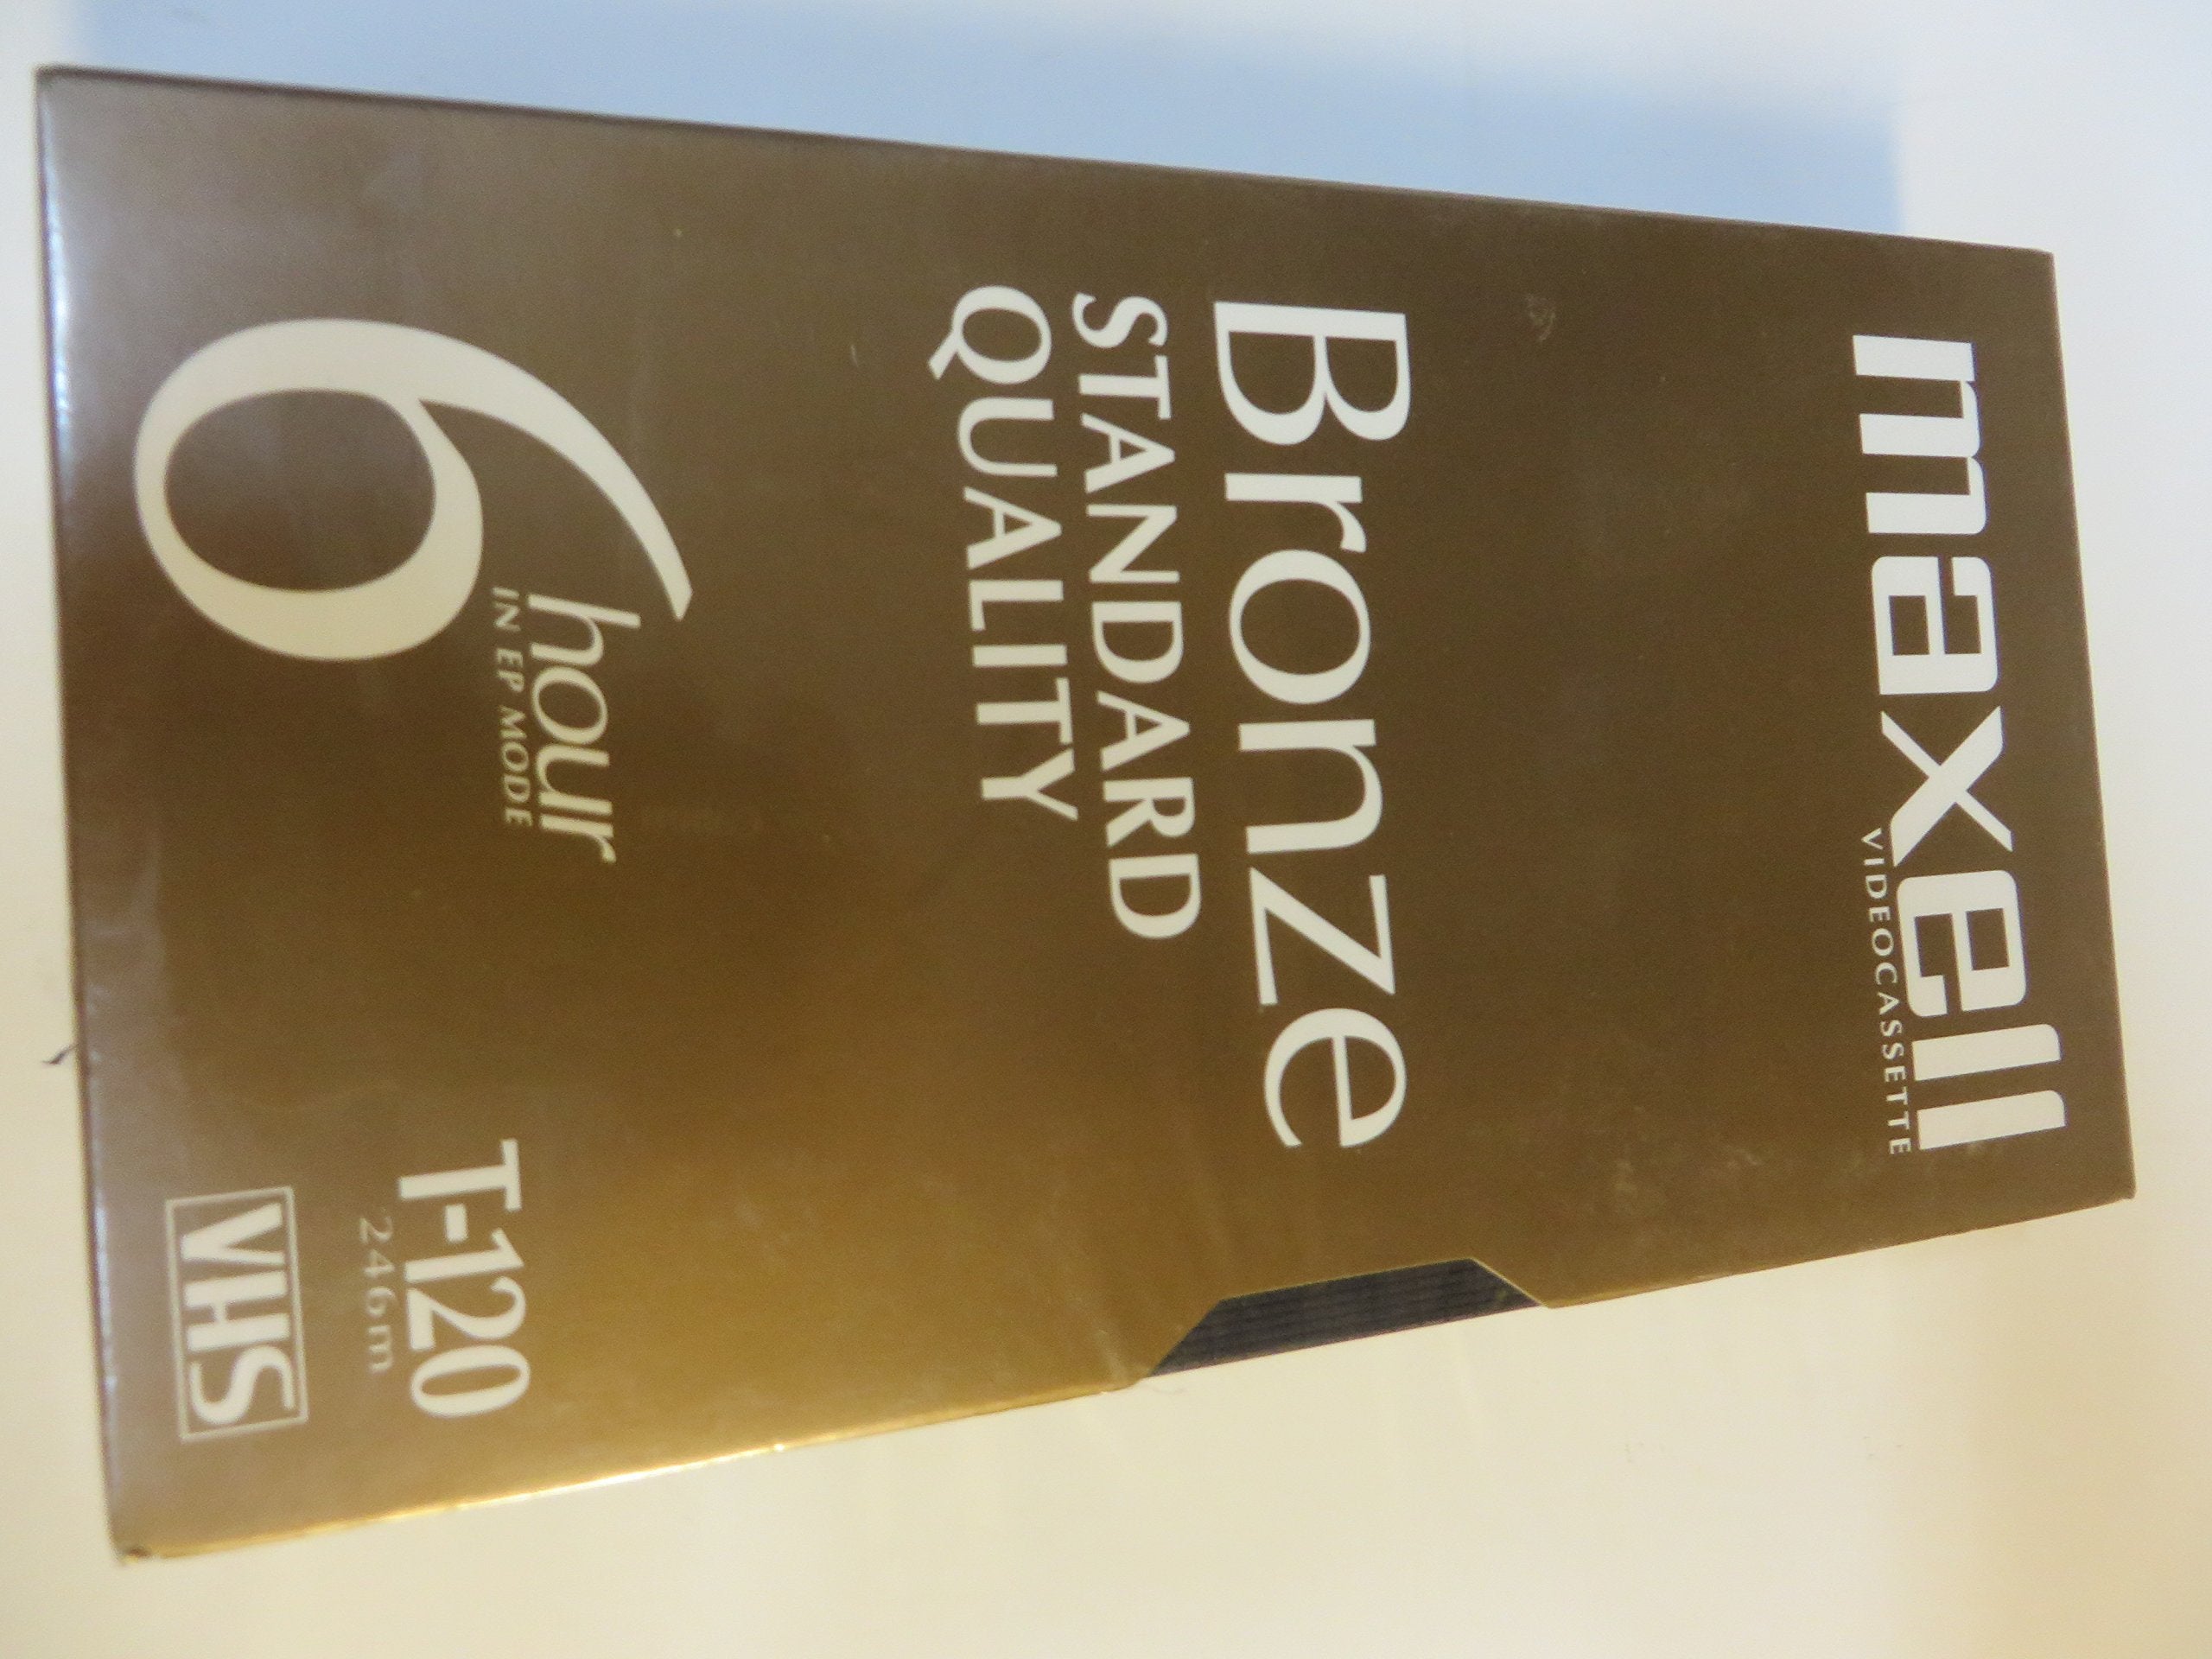 maxell
VIDEOCASSETTE
Bronze
STANDARD
QUALITY
6 hour
IN EP MODE
T-120
246m
VHS